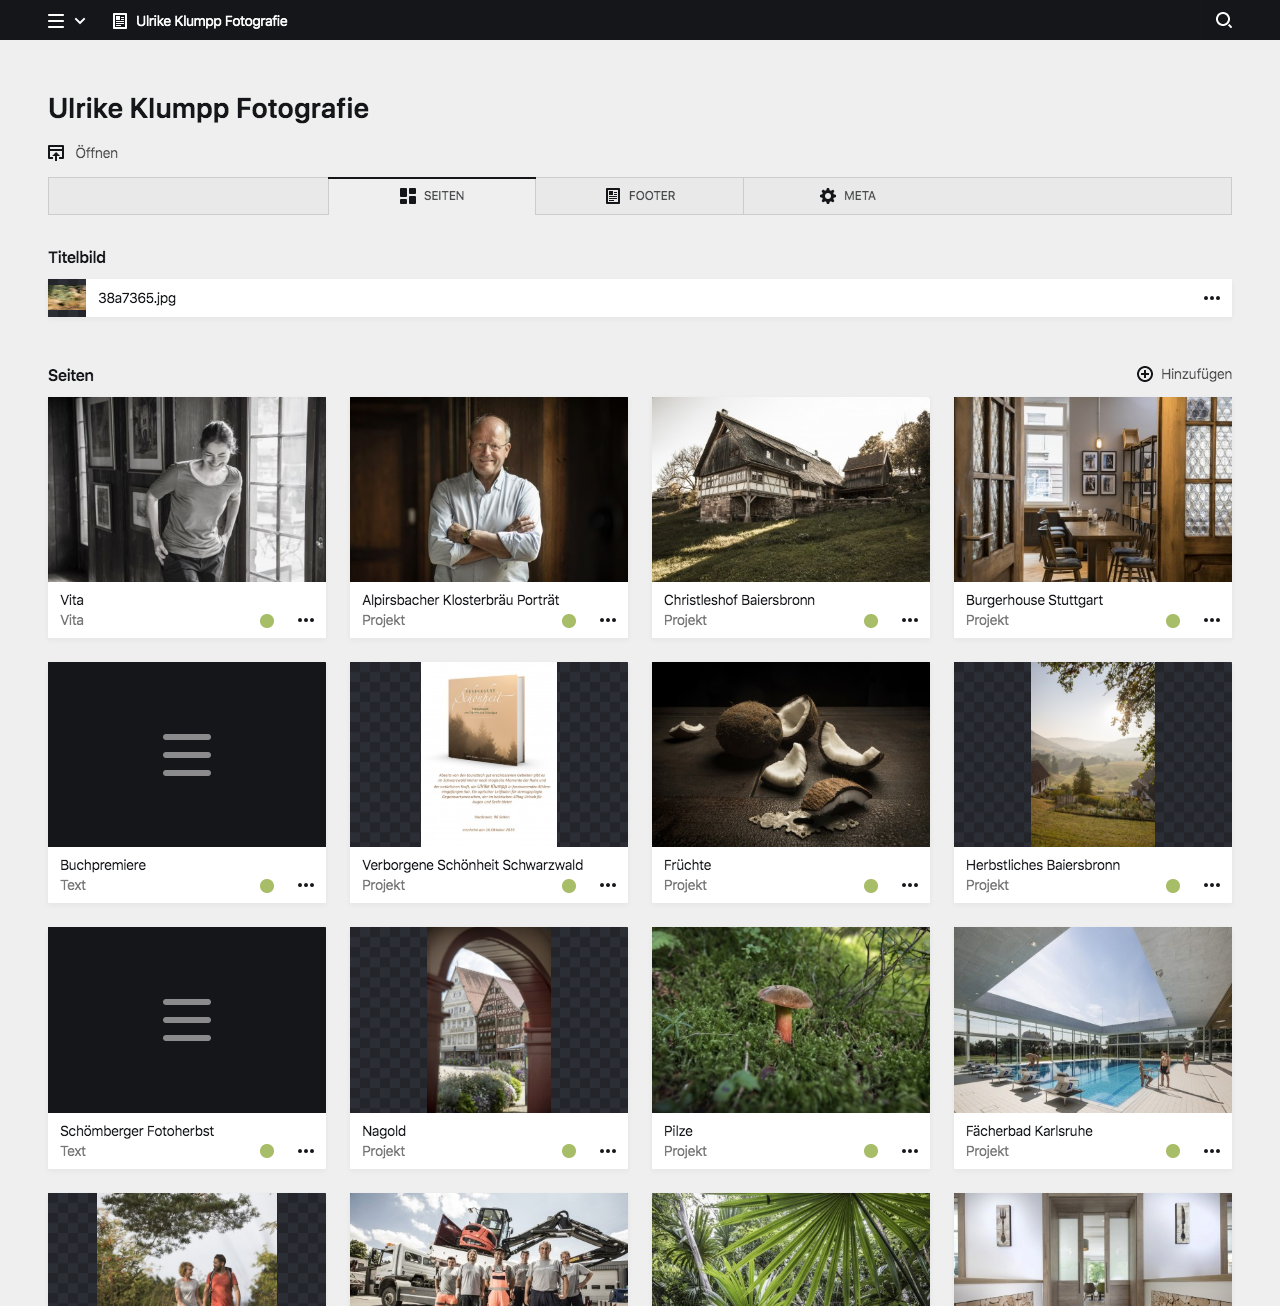 Ulrike Klumpp Fotografie
Ulrike Klumpp Fotografie
Öffnen
SEITEN
FOOTER
META
Titelbild
38a7365.jpg
Seiten
Hinzufügen
Vita
Vita
Alpirsbacher Klosterbräu Porträt
Projekt
Christleshof Baiersbronn
Projekt
Burgerhouse Stuttgart
Projekt
Schönheit
Buchpremiere
Text
Verborgene Schönheit Schwarzwald
Projekt
Früchte
Projekt
Herbstliches Baiersbronn
Projekt
Schömberger Fotoherbst
Text
Nagold
Projekt
Pilze
Projekt
Fächerbad Karlsruhe
Projekt